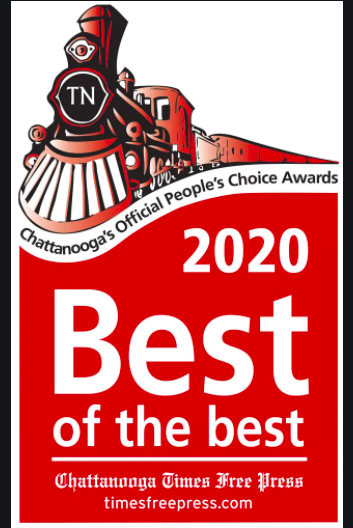 TN
Chattanooga's Official People's Choice Awards
2020
Best
of the best
Chattanooga Times Free Press
timesfreepress.com